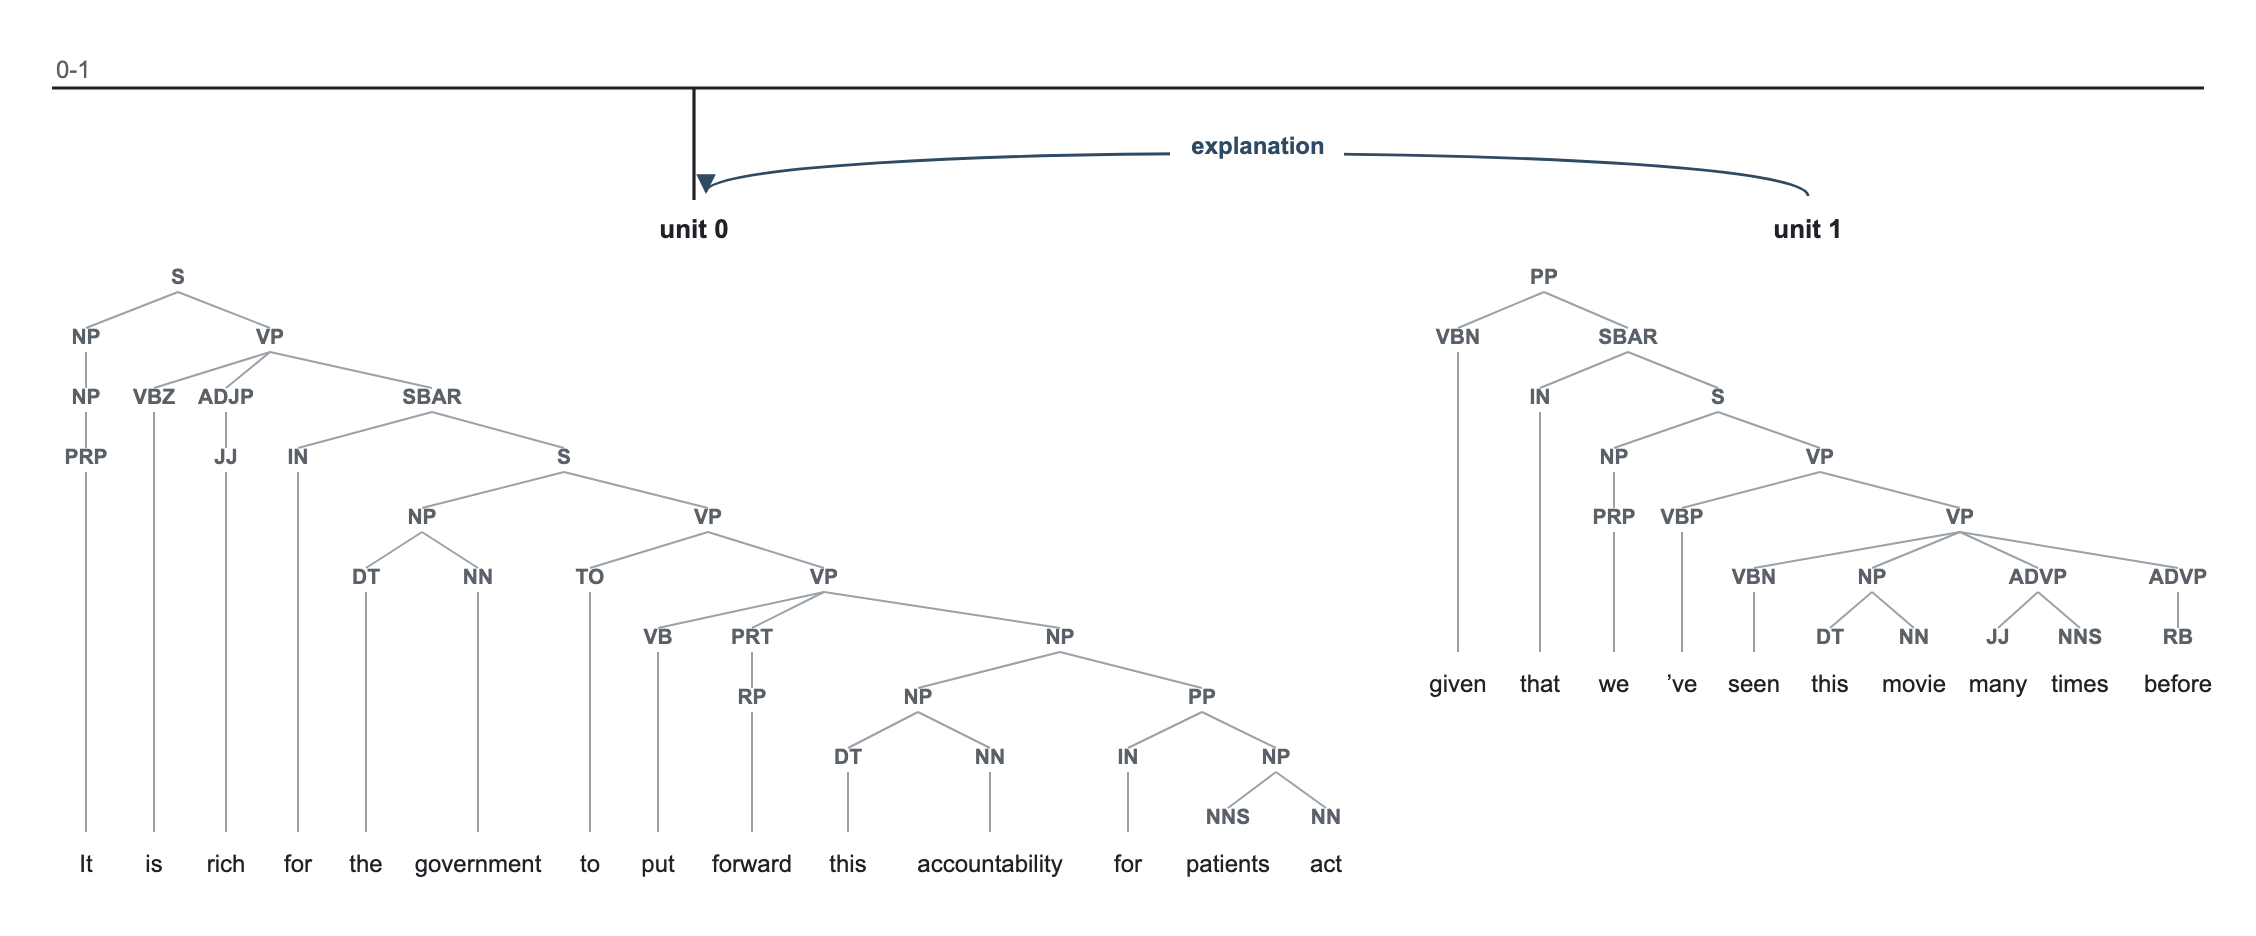 0-1
explanation
unit 0 unit 1
S PP
NP VP VBN SBAR
NP VBZ ADJP SBAR IN S
PRP JJ IN S NP VP
NP VP PRP VBP VP
DT NN TO VP VBN NP ADVP ADVP
VB PRT NP DT NN JJ NNS RB
given that we ’ve seen this movie many times before
RP NP PP
DT NN IN NP
NNS NN
It is rich for the government to put forward this accountability for patients act